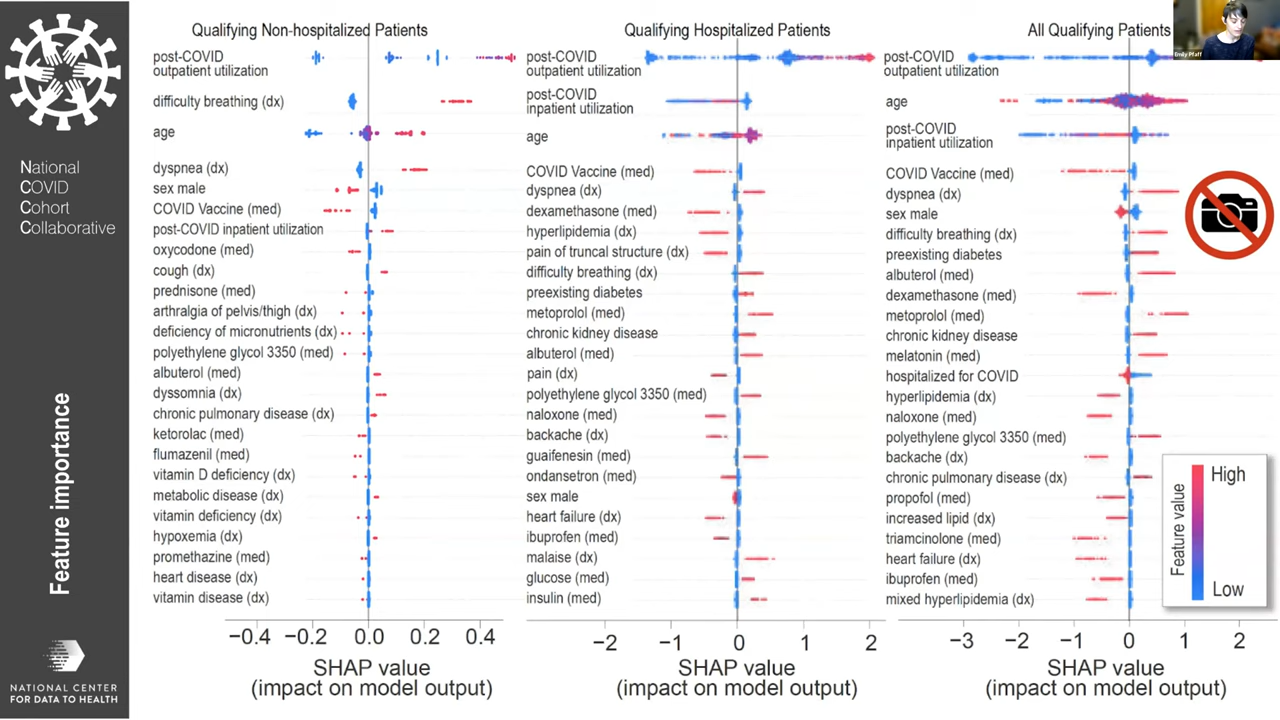 National
COVID
Cohort
Collaborative
Feature importance
NATIONAL CENTER
FOR DATA TO HEALTH
Qualifying Non-hospitalized Patients
post-COVID
outpatient utilization
difficulty breathing (dx)
age
dyspnea (dx)
sex male
COVID Vaccine (med)
post-COVID inpatient utilization
oxycodone (med)
cough (dx)
prednisone (med)
arthralgia of pelvis/thigh (dx)
deficiency of micronutrients (dx)
polyethylene glycol 3350 (med)
albuterol (med)
dyssomnia (dx)
chronic pulmonary disease (dx)
ketorolac (med)
flumazenil (med)
vitamin D deficiency (dx)
metabolic disease (dx)
vitamin deficiency (dx)
hypoxemia (dx)
promethazine (med)
heart disease (dx)
vitamin disease (dx)
−0.4 −0.2 0.0 0.2 0.4
SHAP value
(impact on model output)
Qualifying Hospitalized Patients
post-COVID
outpatient utilization
post-COVID
inpatient utilization
age
COVID Vaccine (med)
dyspnea (dx)
dexamethasone (med)
hyperlipidemia (dx)
pain of truncal structure (dx)
difficulty breathing (dx)
preexisting diabetes
metoprolol (med)
chronic kidney disease
albuterol (med)
pain (dx)
polyethylene glycol 3350 (med)
naloxone (med)
backache (dx)
guaifenesin (med)
ondansetron (med)
sex male
heart failure (dx)
ibuprofen (med)
malaise (dx)
glucose (med)
insulin (med)
−2 −1 0 1 2
SHAP value
(impact on model output)
All Qualifying Patients
post-COVID
outpatient utilization
age
post-COVID
inpatient utilization
COVID Vaccine (med)
dyspnea (dx)
sex male
difficulty breathing (dx)
preexisting diabetes
albuterol (med)
dexamethasone (med)
metoprolol (med)
chronic kidney disease
melatonin (med)
hospitalized for COVID
hyperlipidemia (dx)
naloxone (med)
polyethylene glycol 3350 (med)
backache (dx)
chronic pulmonary disease (dx)
propofol (med)
increased lipid (dx)
triamcinolone (med)
heart failure (dx)
ibuprofen (med)
mixed hyperlipidemia (dx)
−3 −2 −1 0 1 2
SHAP value
(impact on model output)
High
Feature value
Low
Emily Pfaff